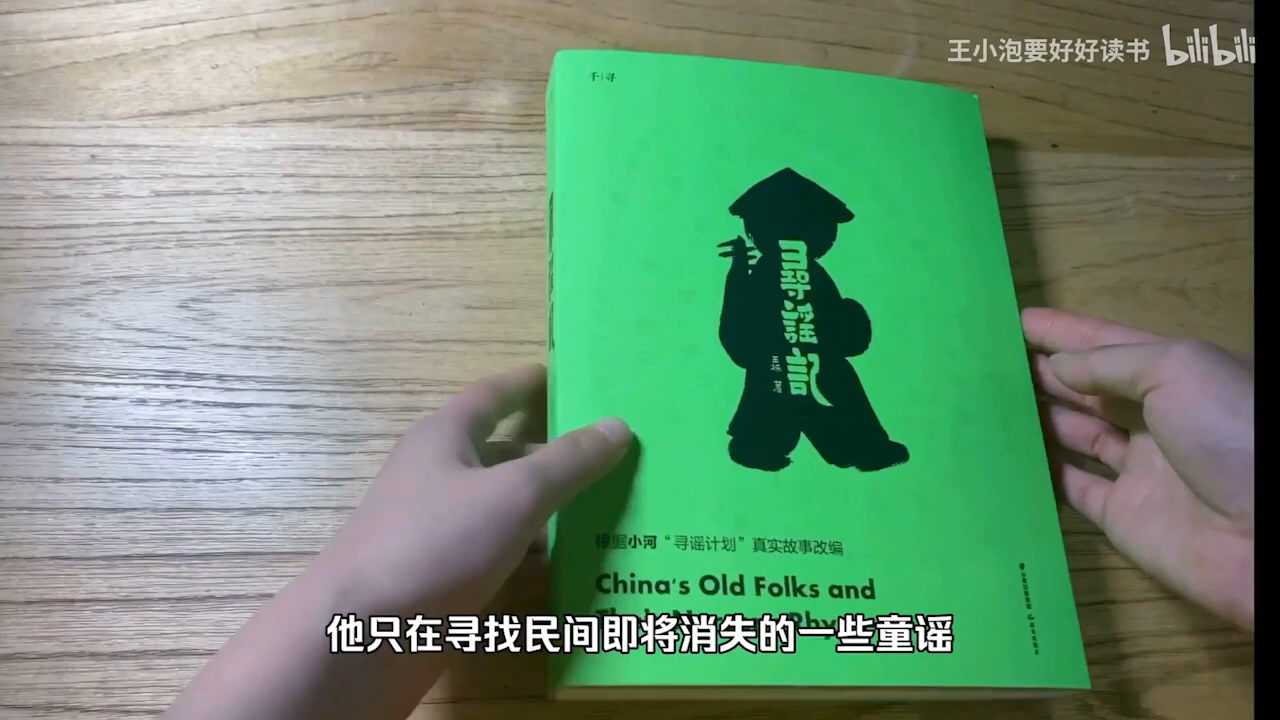 王小泡要好好读书 bilibili
千寻
寻谣记
王乐 著
根据小河“寻谣计划”真实故事改编
China's Old Folks and
他只在寻找民间即将消失的一些童谣